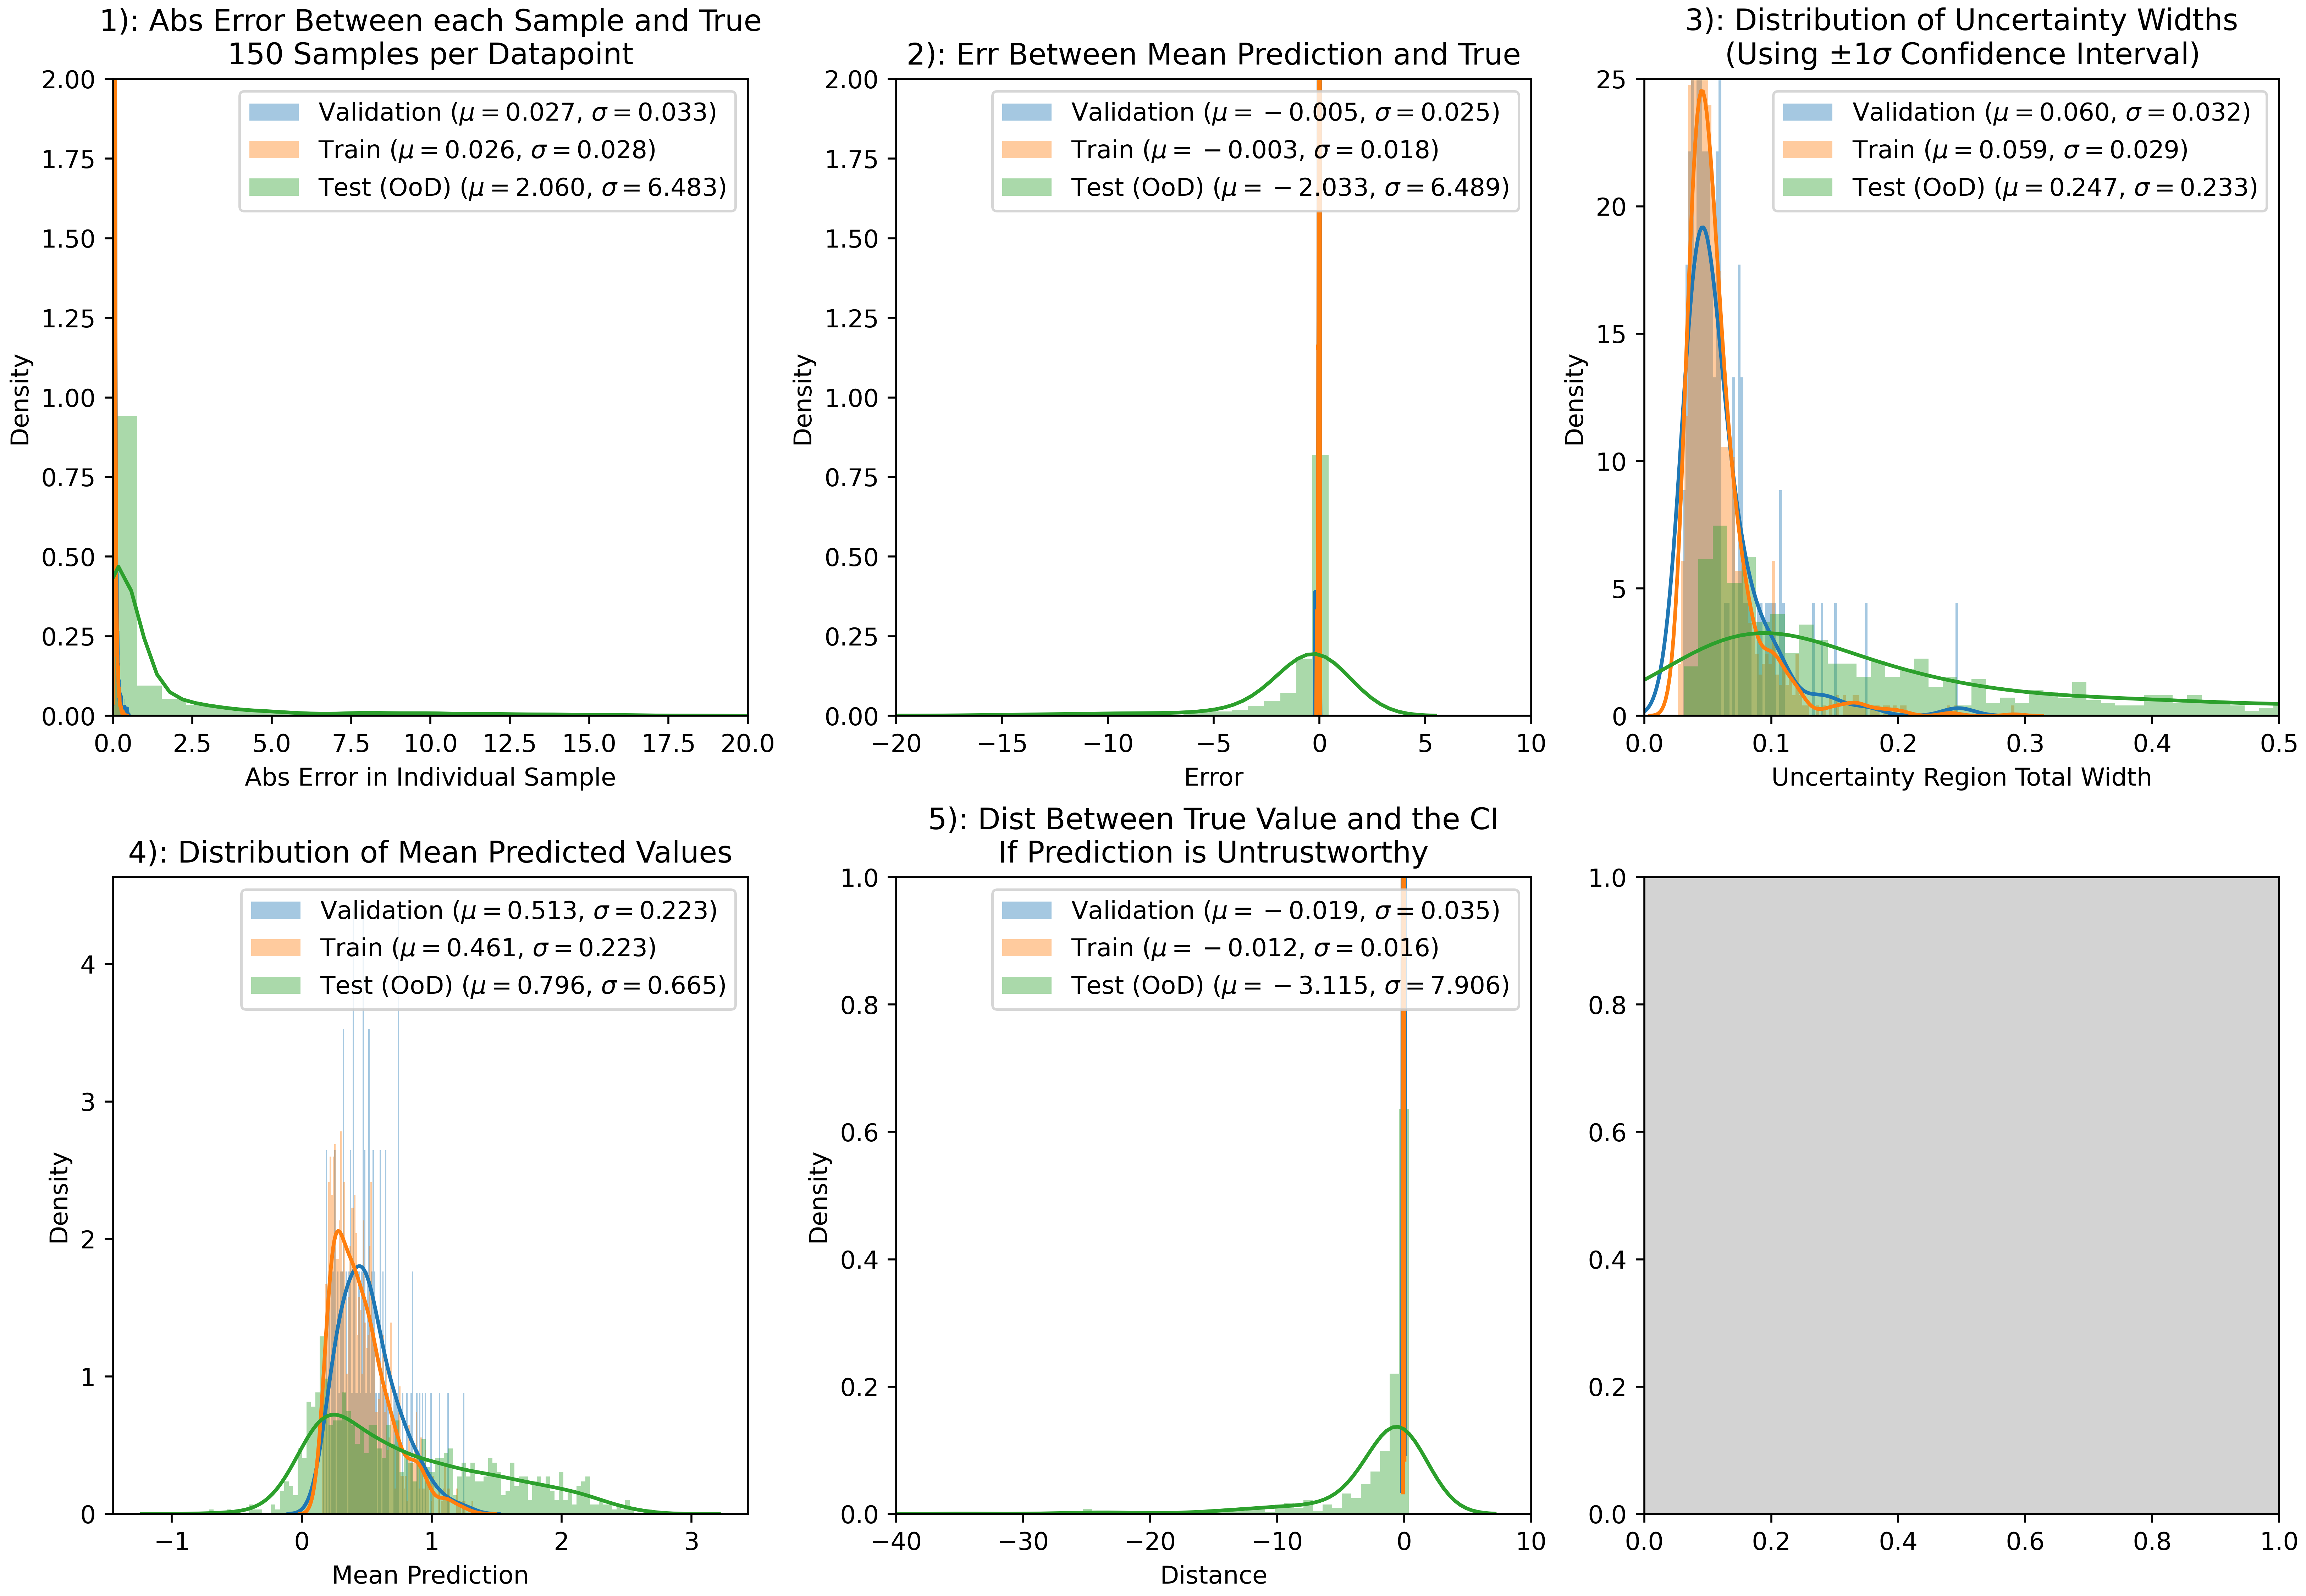 1): Abs Error Between each Sample and True
150 Samples per Datapoint
2.00
1.75
1.50
1.25
1.00
0.75
0.50
0.25
0.00
Density
Validation (μ = 0.027, σ = 0.033)
Train (μ = 0.026, σ = 0.028)
Test (OoD) (μ = 2.060, σ = 6.483)
0.0 2.5 5.0 7.5 10.0 12.5 15.0 17.5 20.0
Abs Error in Individual Sample
2): Err Between Mean Prediction and True
2.00
1.75
1.50
1.25
1.00
0.75
0.50
0.25
0.00
Density
Validation (μ = −0.005, σ = 0.025)
Train (μ = −0.003, σ = 0.018)
Test (OoD) (μ = −2.033, σ = 6.489)
−20 −15 −10 −5 0 5 10
Error
3): Distribution of Uncertainty Widths
(Using ±1σ Confidence Interval)
25
20
15
10
5
0
Density
Validation (μ = 0.060, σ = 0.032)
Train (μ = 0.059, σ = 0.029)
Test (OoD) (μ = 0.247, σ = 0.233)
0.0 0.1 0.2 0.3 0.4 0.5
Uncertainty Region Total Width
4): Distribution of Mean Predicted Values
4
3
2
1
0
Density
Validation (μ = 0.513, σ = 0.223)
Train (μ = 0.461, σ = 0.223)
Test (OoD) (μ = 0.796, σ = 0.665)
−1 0 1 2 3
Mean Prediction
5): Dist Between True Value and the CI
If Prediction is Untrustworthy
1.0
0.8
0.6
0.4
0.2
0.0
Density
Validation (μ = −0.019, σ = 0.035)
Train (μ = −0.012, σ = 0.016)
Test (OoD) (μ = −3.115, σ = 7.906)
−40 −30 −20 −10 0 10
Distance
1.0
0.8
0.6
0.4
0.2
0.0
0.0 0.2 0.4 0.6 0.8 1.0